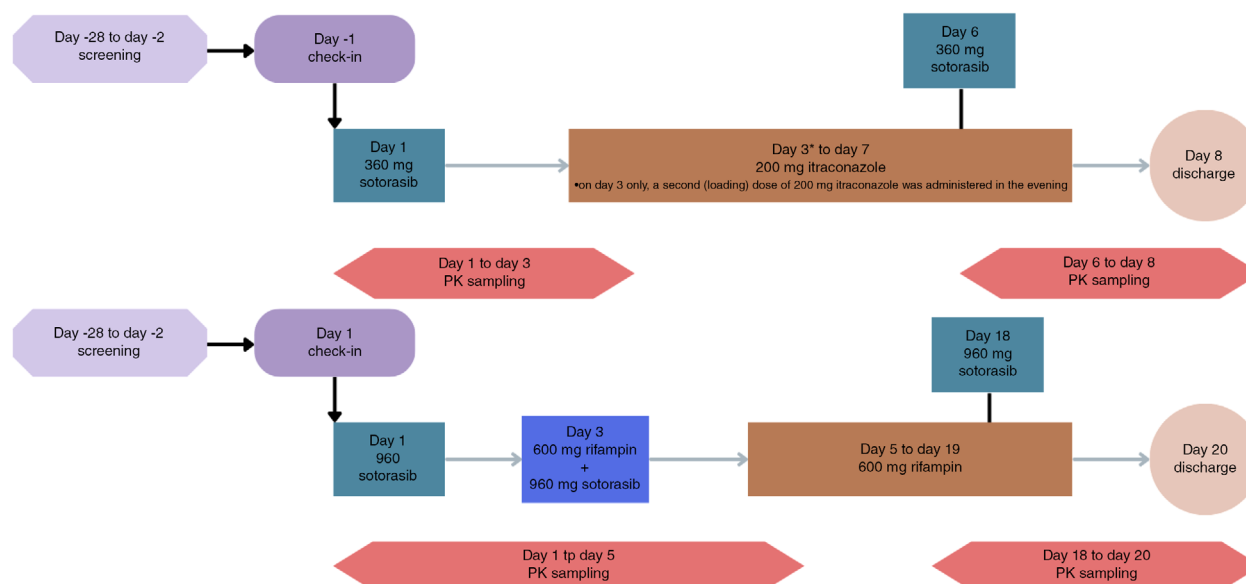 Day -28 to day -2
screening
Day -1
check-in
Day 6
360 mg
sotorasib
Day 1
360 mg
sotorasib
Day 3* to day 7
200 mg itraconazole
•on day 3 only, a second (loading) dose of 200 mg itraconazole was administered in the evening
Day 8
discharge
Day 1 to day 3
PK sampling
Day 6 to day 8
PK sampling
Day -28 to day -2
screening
Day 1
check-in
Day 18
960 mg
sotorasib
Day 1
960
sotorasib
Day 3
600 mg rifampin
+
960 mg sotorasib
Day 5 to day 19
600 mg rifampin
Day 20
discharge
Day 1 tp day 5
PK sampling
Day 18 to day 20
PK sampling